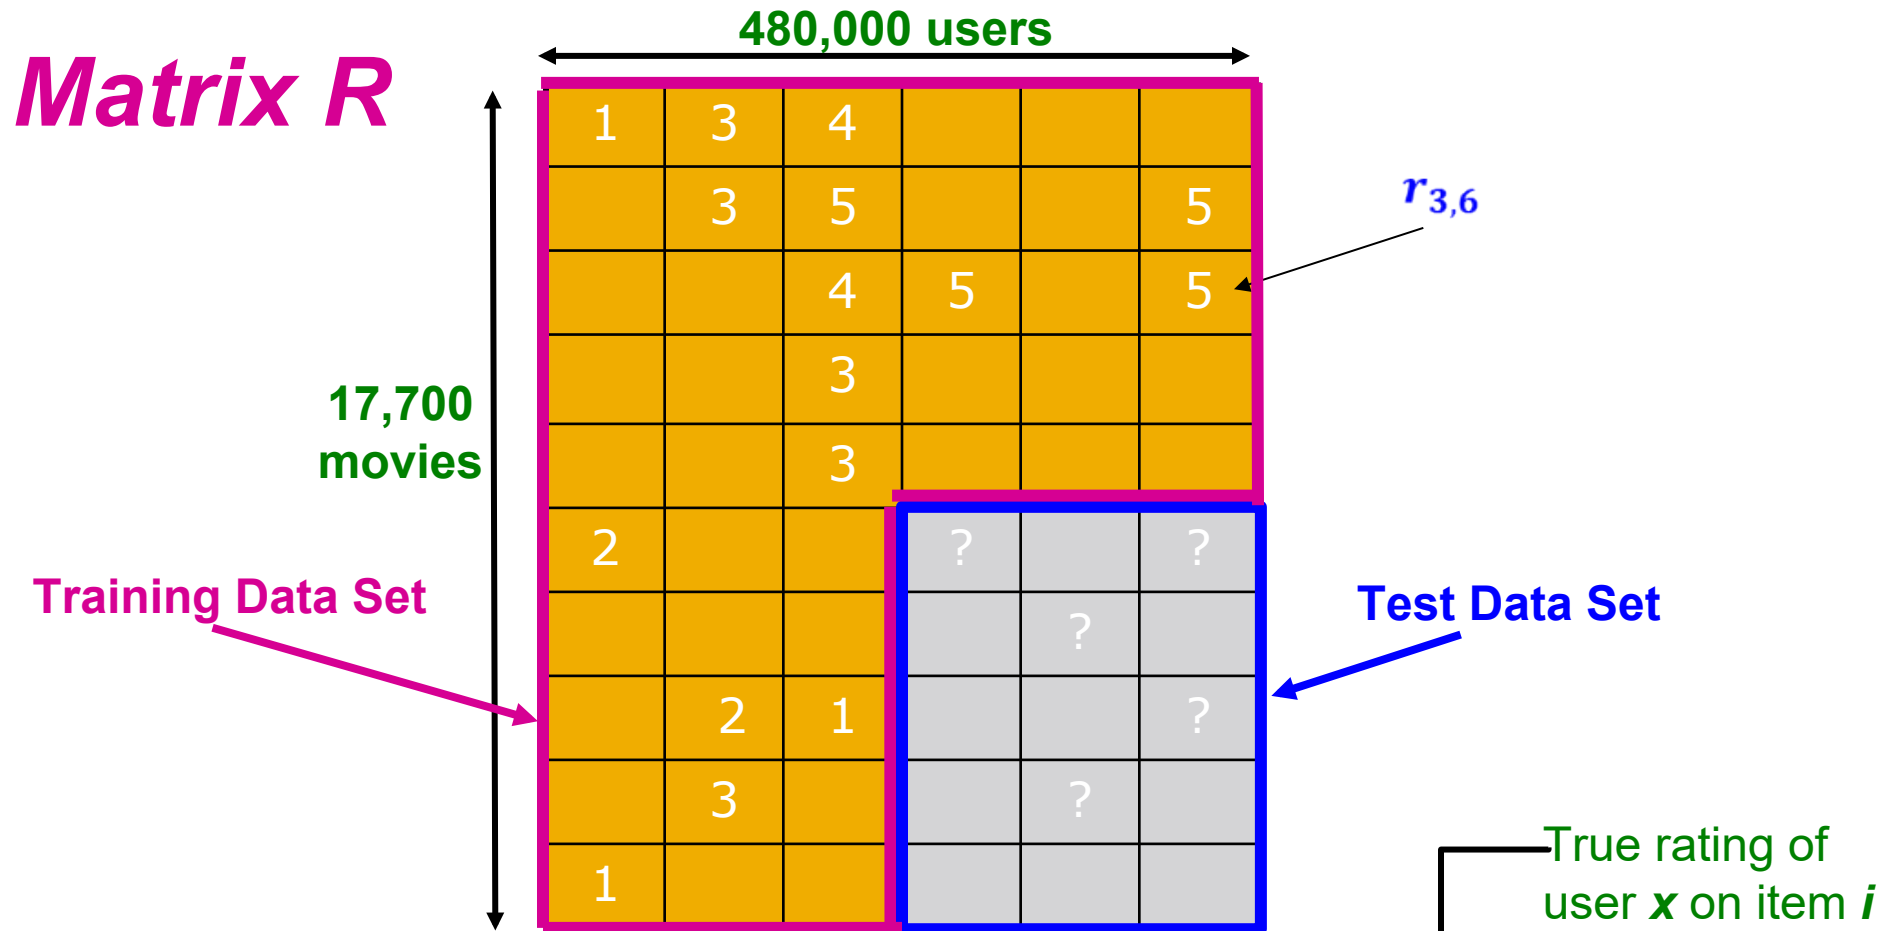 480,000 users
Matrix R
1 3 4
3 5 5
r3,6
4 5 5
3
17,700
movies
3
2 ? ?
Training Data Set
Test Data Set
?
2 1 ?
3 ?
True rating of
1
user x on item i